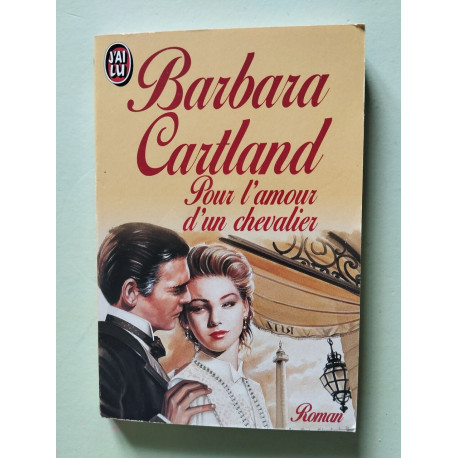 J'AI
LU
Barbara
Cartland
Pour l'amour
d'un chevalier
Roman